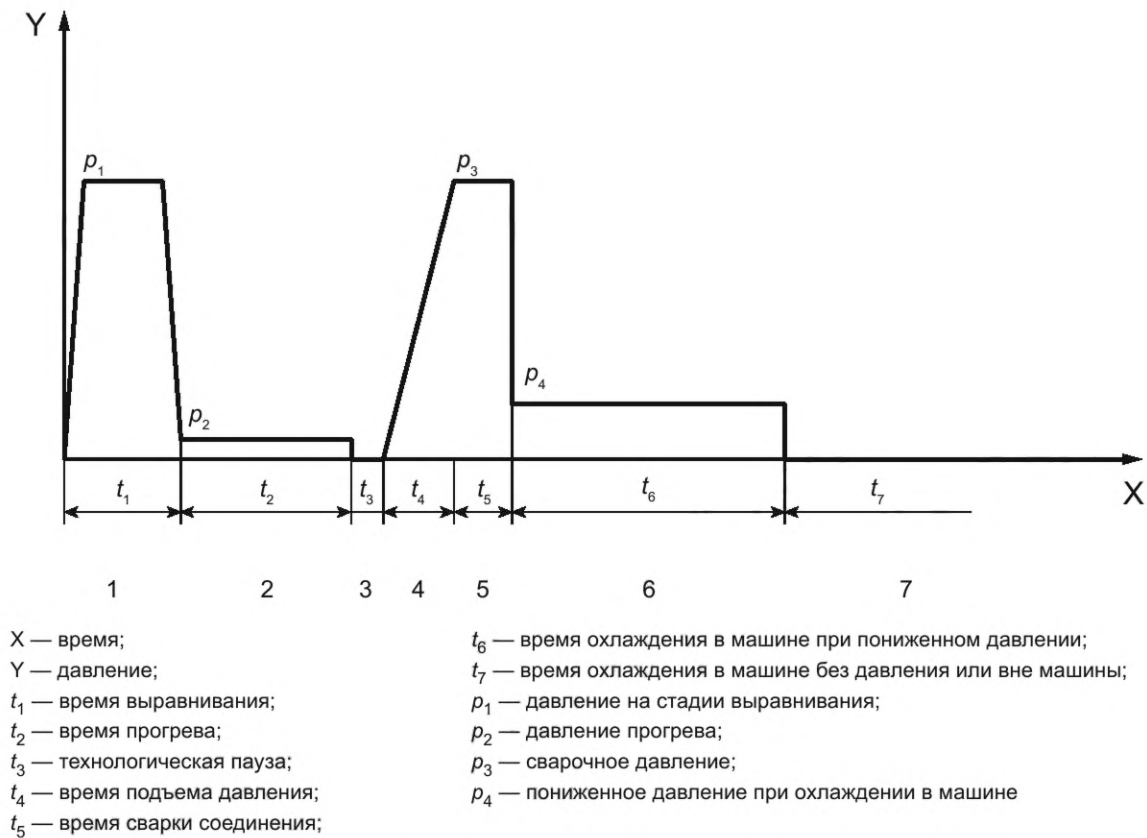 Y
p₁
p₃
p₄
p₂
t₁ t₂ t₃ t₄ t₅ t₆ t₇ X
1 2 3 4 5 6 7
X — время;
Y — давление;
t₁ — время выравнивания;
t₂ — время прогрева;
t₃ — технологическая пауза;
t₄ — время подъема давления;
t₅ — время сварки соединения;
t₆ — время охлаждения в машине при пониженном давлении;
t₇ — время охлаждения в машине без давления или вне машины;
p₁ — давление на стадии выравнивания;
p₂ — давление прогрева;
p₃ — сварочное давление;
p₄ — пониженное давление при охлаждении в машине